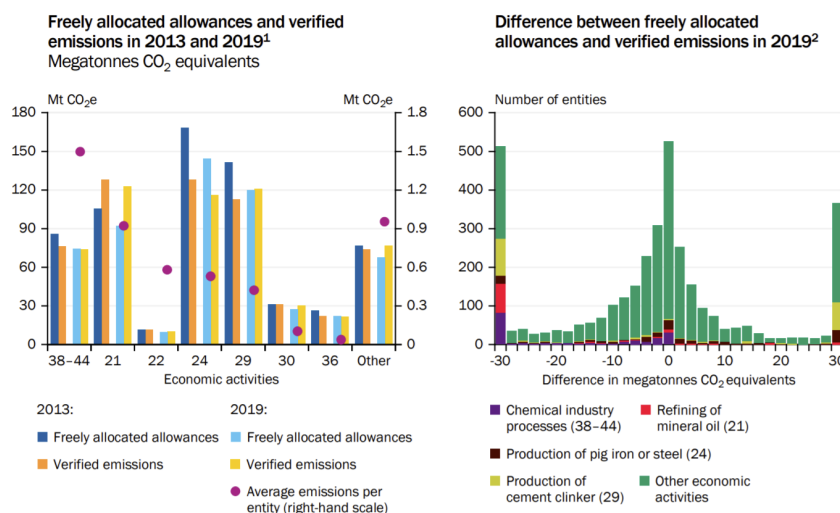 Freely allocated allowances and verified
emissions in 2013 and 2019¹
Megatonnes CO₂ equivalents
Mt CO₂e
Mt CO₂e
180
150
120
90
60
30
0
1.8
1.5
1.2
0.9
0.6
0.3
0
38–44 21 22 24 29 30 36 Other
Economic activities
2013:
Freely allocated allowances
Verified emissions
2019:
Freely allocated allowances
Verified emissions
Average emissions per
entity (right-hand scale)
Difference between freely allocated
allowances and verified emissions in 2019²
Number of entities
600
500
400
300
200
100
0
-30 -20 -10 0 10 20 30
Difference in megatonnes CO₂ equivalents
Chemical industry
processes (38–44)
Refining of
mineral oil (21)
Production of pig iron or steel (24)
Production of
cement clinker (29)
Other economic
activities